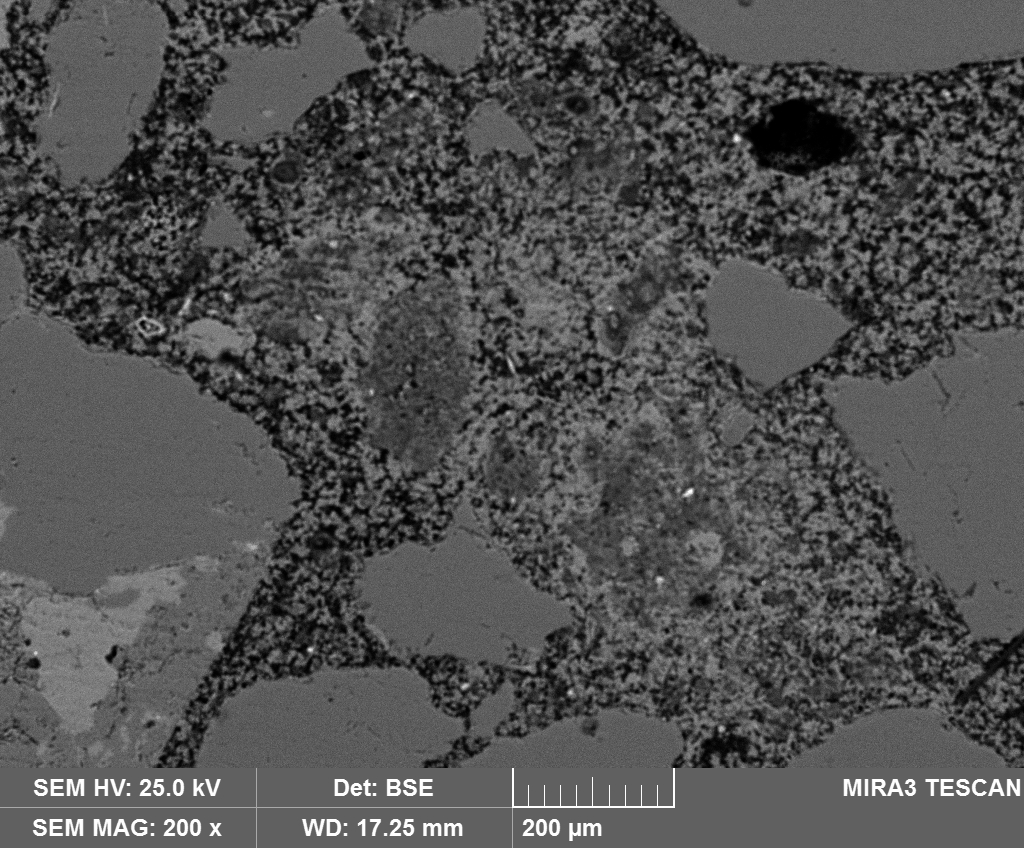 SEM HV: 25.0 kV Det: BSE MIRA3 TESCAN
SEM MAG: 200 x WD: 17.25 mm 200 µm